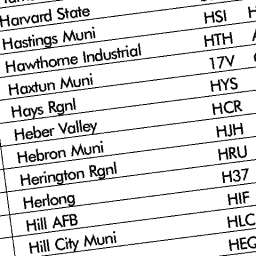 Harvard State
Hastings Muni HSI
Hawthorne Industrial HTH
Haxtun Muni 17V
Hays Rgnl HYS
Heber Valley HCR
Hebron Muni HJH
Herington Rgnl HRU
Herlong H37
Hill AFB HIF
Hill City Muni HLC